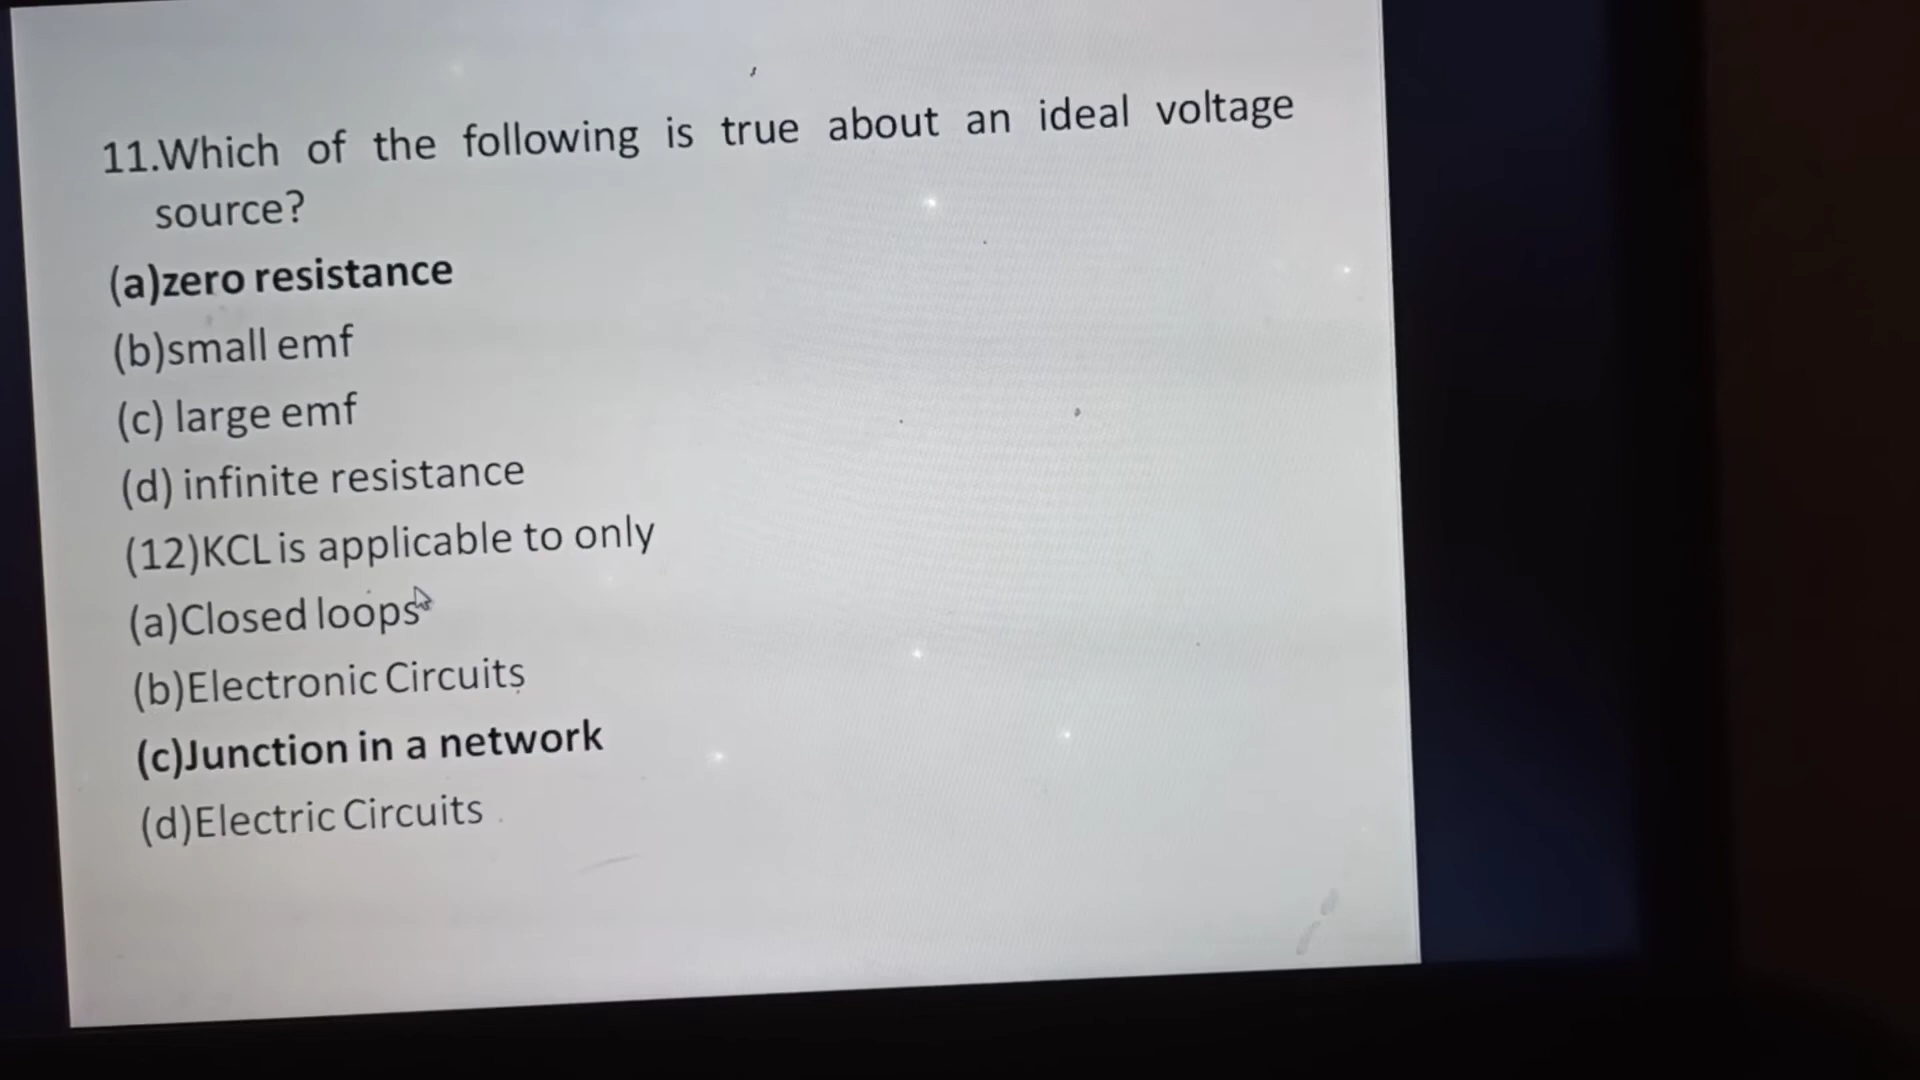 11.Which of the following is true about an ideal voltage
source?
(a)zero resistance
(b)small emf
(c) large emf
(d) infinite resistance
(12)KCL is applicable to only
(a)Closed loops
(b)Electronic Circuits
(c)Junction in a network
(d)Electric Circuits